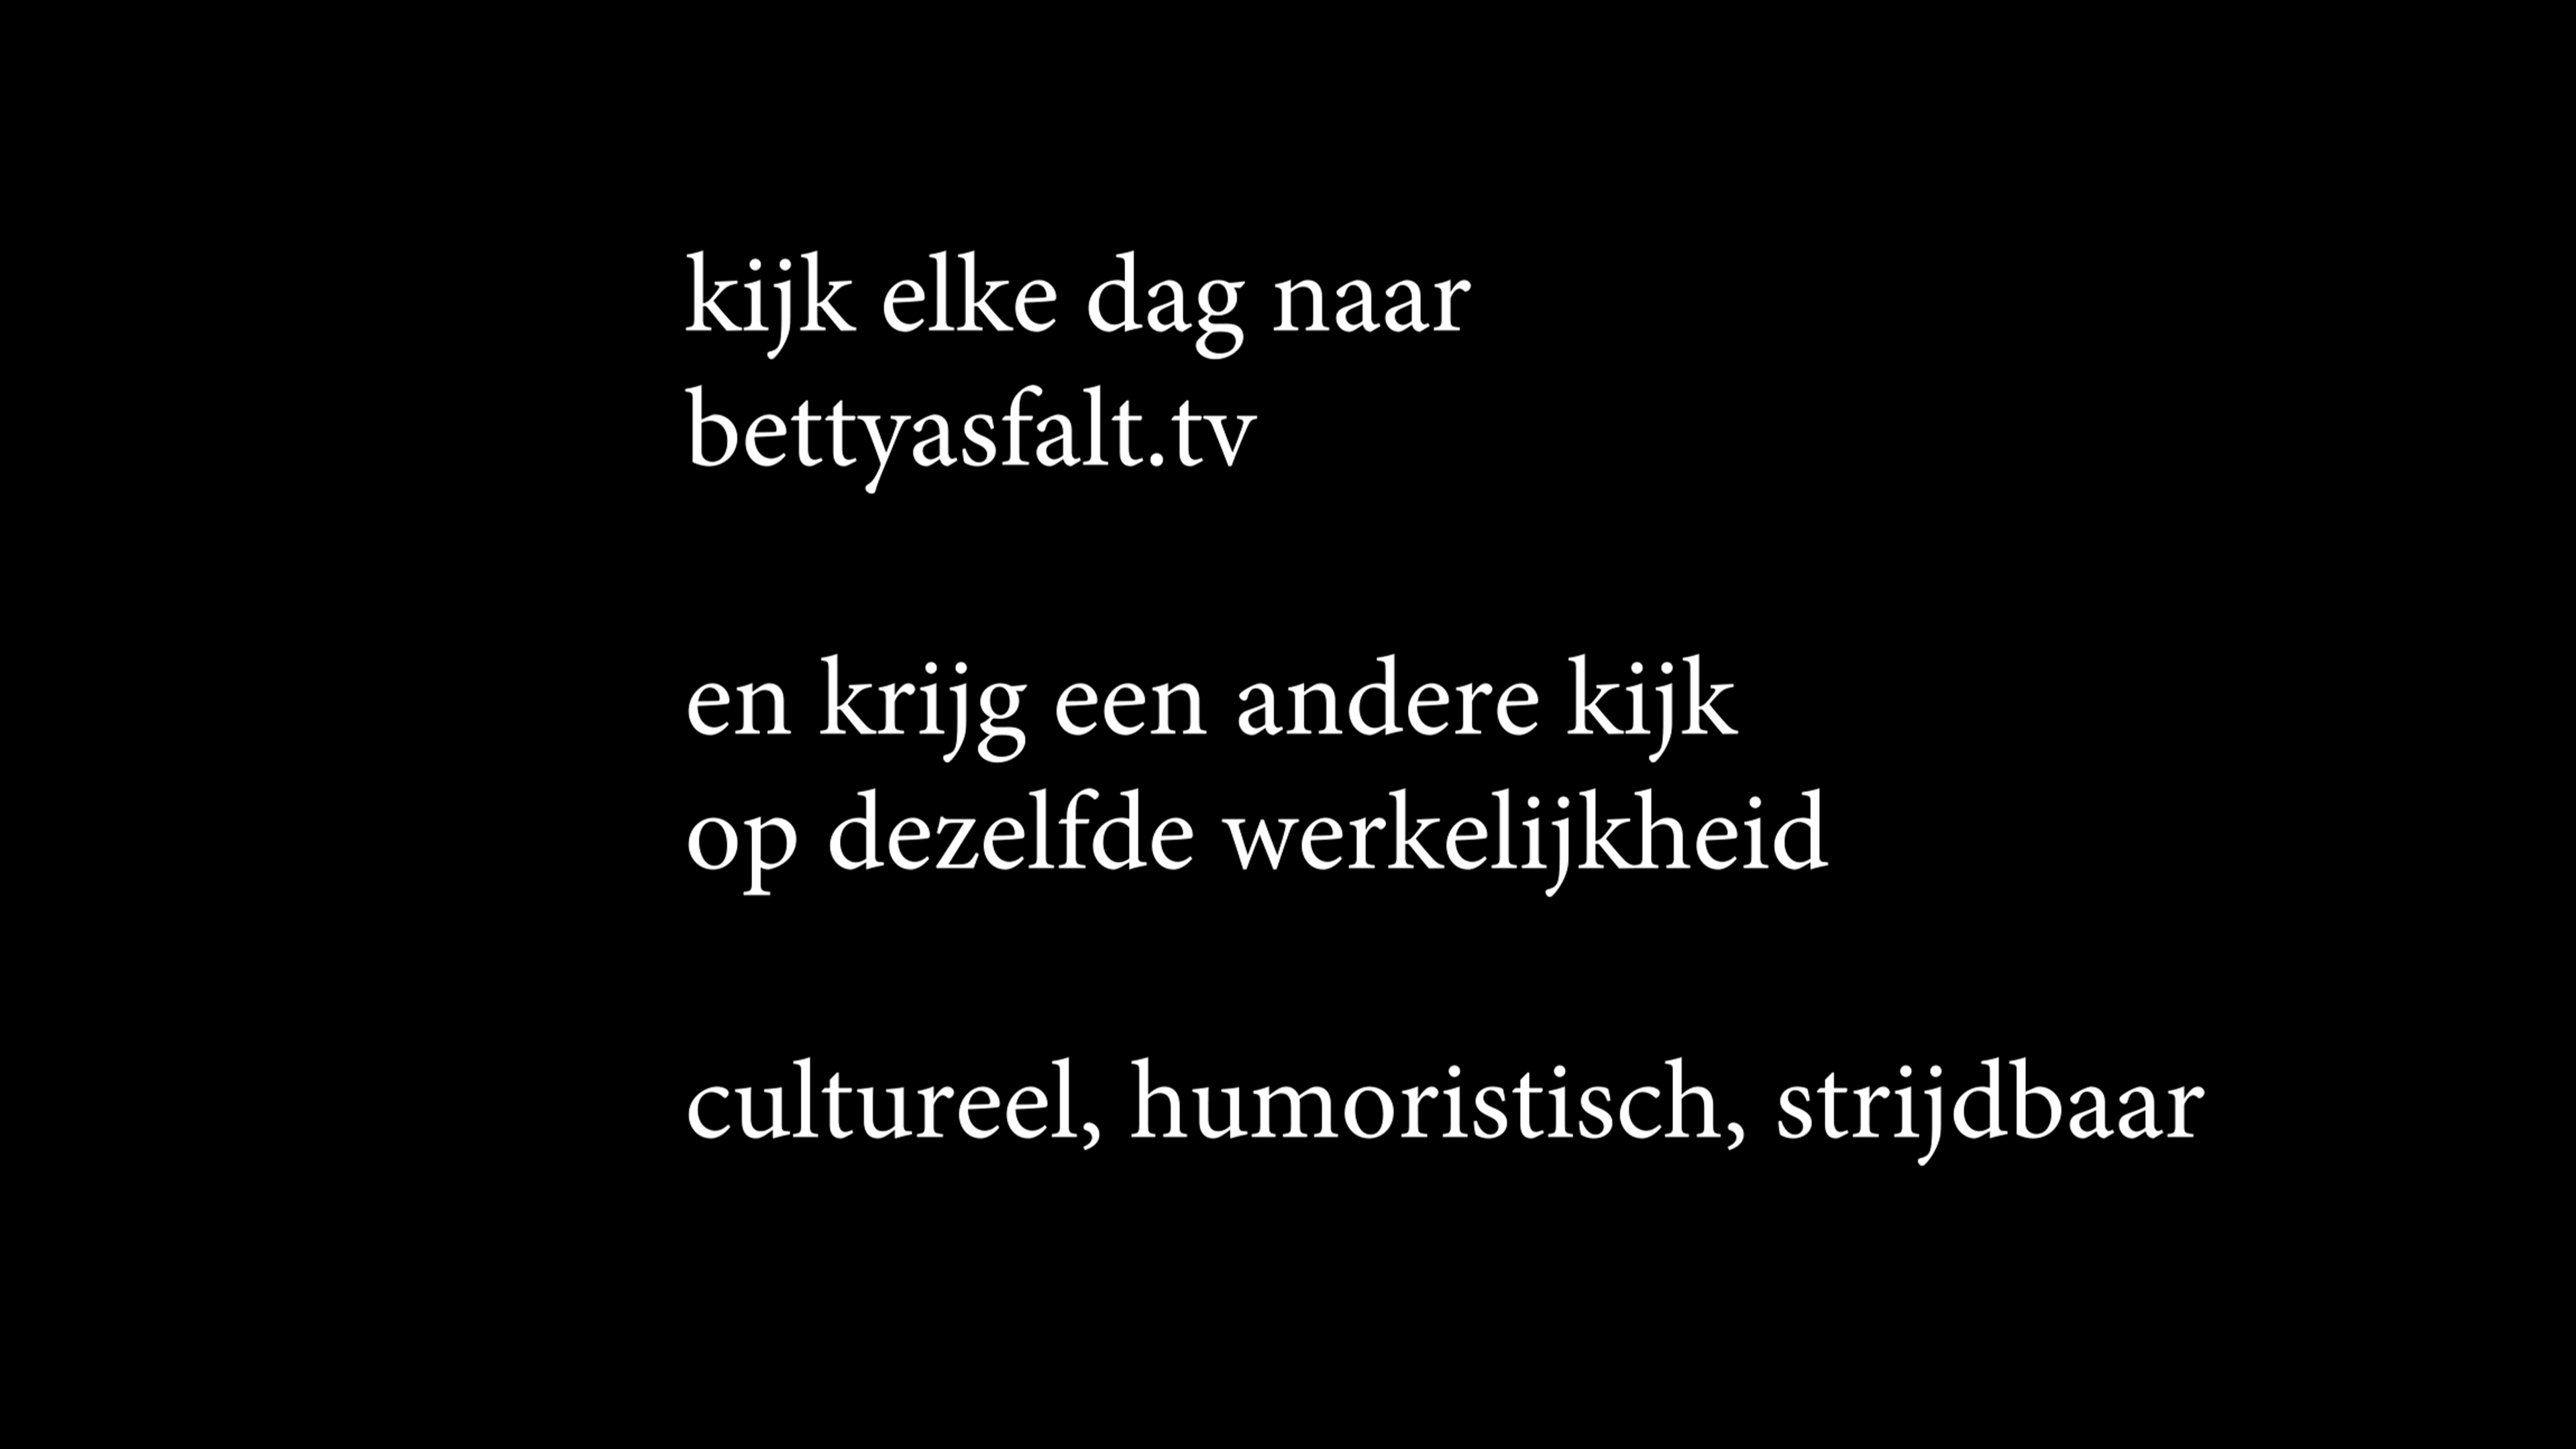 kijk elke dag naar
bettyasfalt.tv
en krijg een andere kijk
op dezelfde werkelijkheid
cultureel, humoristisch, strijdbaar